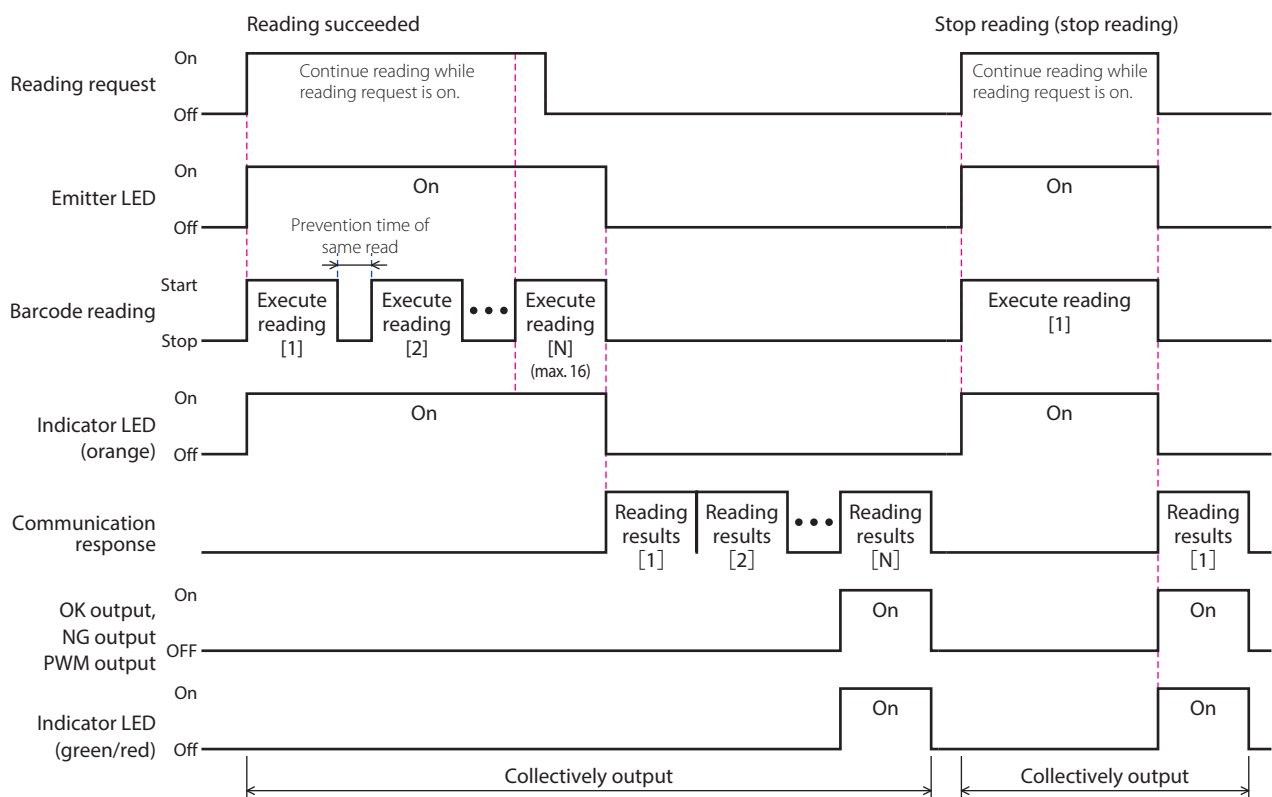 Reading succeeded
Stop reading (stop reading)
On
Reading request
Continue reading while
reading request is on.
Continue reading while
reading request is on.
Off
On
Emitter LED
On
On
Off
Prevention time of
same read
Start
Barcode reading
Execute
reading
[1]
Execute
reading
[2]
•••
Execute
reading
[N]
(max. 16)
Execute reading
[1]
Stop
On
Indicator LED
(orange)
On
On
Off
Communication
response
Reading
results
[1]
Reading
results
[2]
•••
Reading
results
[N]
Reading
results
[1]
On
OK output,
NG output
PWM output
On
On
OFF
On
Indicator LED
(green/red)
On
On
Off
Collectively output
Collectively output